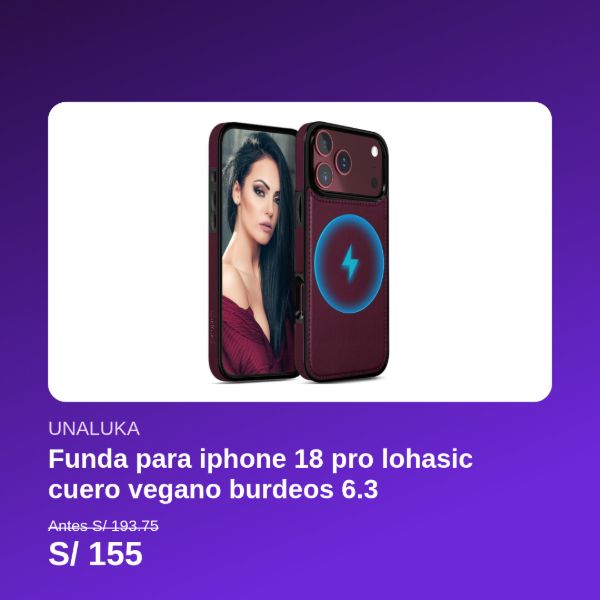 UNALUKA
Funda para iphone 18 pro lohasic
cuero vegano burdeos 6.3
Antes S/ 193.75
S/ 155